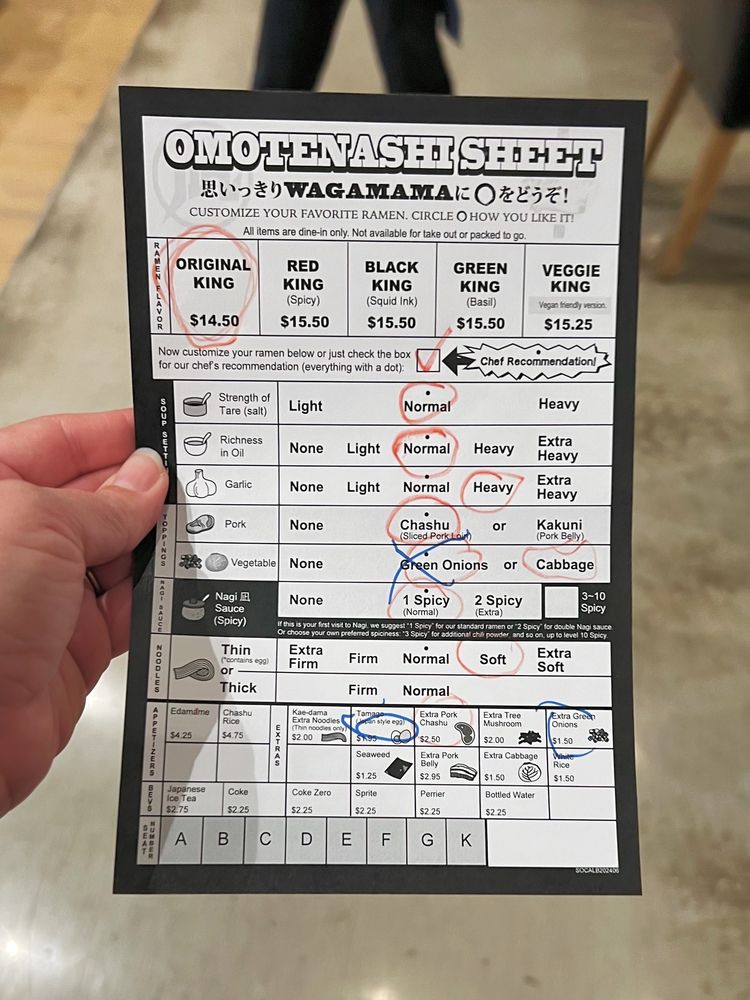 OMOTENASHI SHEET
思いっきりWAGAMAMAに○をどうぞ!
CUSTOMIZE YOUR FAVORITE RAMEN. CIRCLE O HOW YOU LIKE IT!
All items are dine-in only. Not available for take out or packed to go.
RAMEN FLAVOR
ORIGINAL KING $14.50
RED KING (Spicy) $15.50
BLACK KING (Squid Ink) $15.50
GREEN KING (Basil) $15.50
VEGGIE KING Vegan friendly version. $15.25
Now customize your ramen below or just check the box
for our chef's recommendation (everything with a dot):
Chef Recommendation!
Strength of Tare (salt) Light Normal Heavy
Richness in Oil None Light Normal Heavy Extra Heavy
Garlic None Light Normal Heavy Extra Heavy
TOPPINGS
Pork None Chashu (Sliced Pork Loin) or Kakuni (Pork Belly)
Vegetable None Green Onions or Cabbage
NAGI SAUCE
Nagi 凪 Sauce (Spicy) None 1 Spicy (Normal) 2 Spicy (Extra) 3~10 Spicy
If this is your first visit to Nagi, we suggest "1 Spicy" for our standard ramen or "2 Spicy" for double Nagi sauce.
Or choose your own preferred spiciness: "3 Spicy" for additional chili powder, and so on, up to level 10 Spicy.
NOODLES
Thin (*contains egg) Extra Firm Firm Normal Soft Extra Soft
or
Thick Firm Normal
APPETIZERS
Edamame $4.25
Chashu Rice $4.75
EXTRAS
Kae-dama Extra Noodles (Thin noodles only) $2.00
Tamago (Japan style egg) $1.95
Extra Pork Chashu $2.50
Extra Tree Mushroom $2.00
Extra Green Onions $1.50
Seaweed $1.25
Extra Pork Belly $2.95
Extra Cabbage $1.50
White Rice $1.50
BEVS
Japanese Ice Tea $2.75
Coke $2.25
Coke Zero $2.25
Sprite $2.25
Perrier $2.25
Bottled Water $2.25
SEAT NUMBER
A B C D E F G K
SOCALB202406